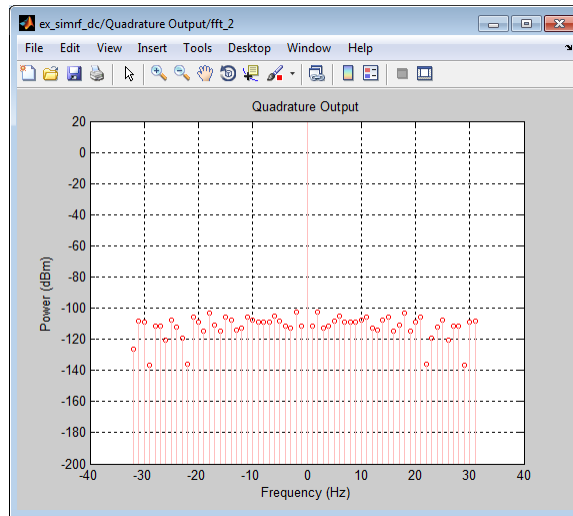 ex_simrf_dc/Quadrature Output/fft_2
File Edit View Insert Tools Desktop Window Help
Quadrature Output
20
0
-20
-40
-60
-80
-100
-120
-140
-160
-180
-200
Power (dBm)
-40 -30 -20 -10 0 10 20 30 40
Frequency (Hz)